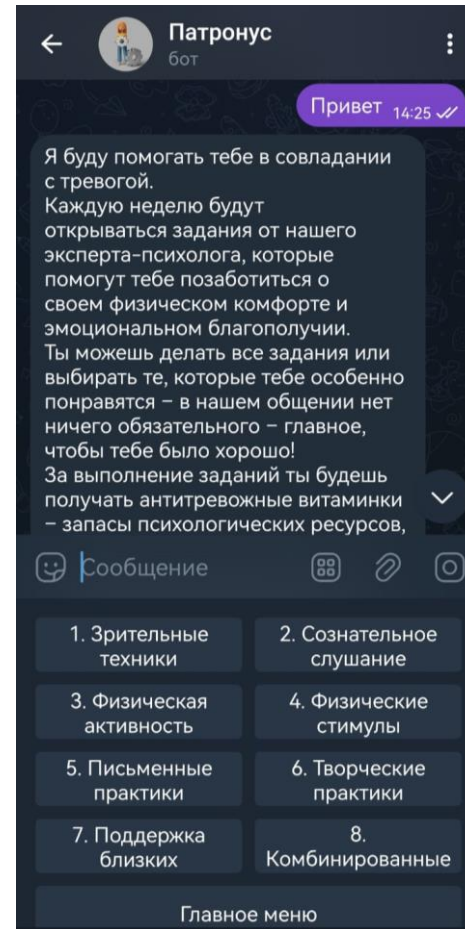 Патронус
бот
Привет 14:25
Я буду помогать тебе в совладании
с тревогой.
Каждую неделю будут
открываться задания от нашего
эксперта-психолога, которые
помогут тебе позаботиться о
своем физическом комфорте и
эмоциональном благополучии.
Ты можешь делать все задания или
выбирать те, которые тебе особенно
понравятся – в нашем общении нет
ничего обязательного – главное,
чтобы тебе было хорошо!
За выполнение заданий ты будешь
получать антитревожные витаминки
– запасы психологических ресурсов,
Сообщение
1. Зрительные
техники
2. Сознательное
слушание
3. Физическая
активность
4. Физические
стимулы
5. Письменные
практики
6. Творческие
практики
7. Поддержка
близких
8.
Комбинированные
Главное меню